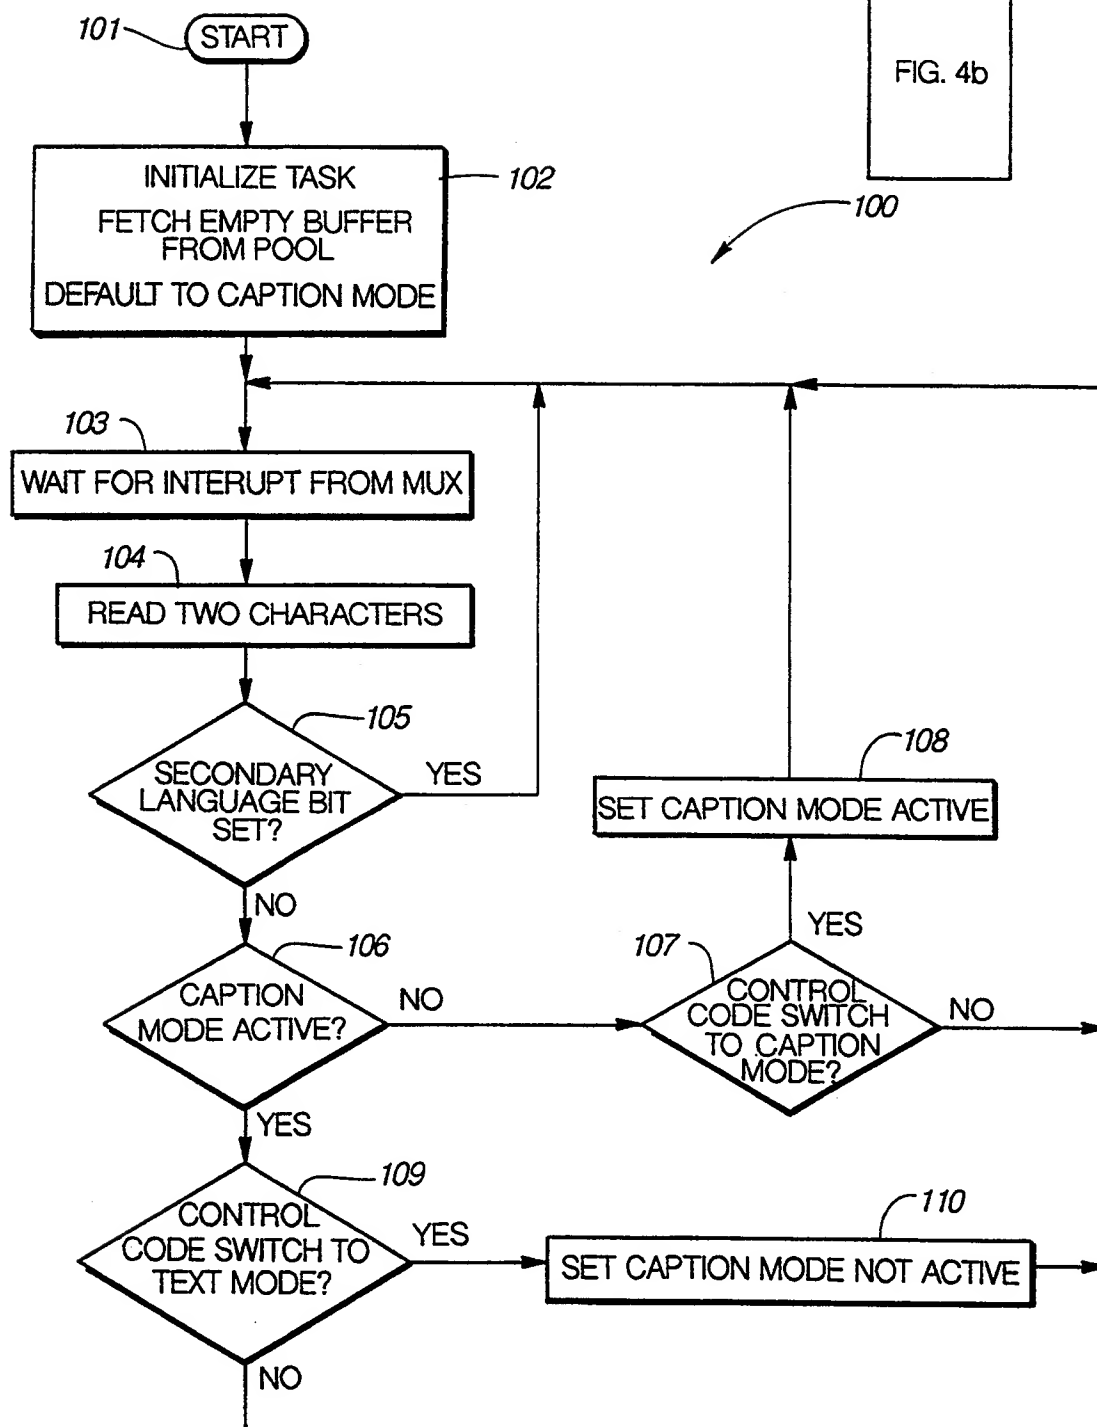 101
START
FIG. 4b
INITIALIZE TASK
FETCH EMPTY BUFFER
FROM POOL
DEFAULT TO CAPTION MODE
102
100
103
WAIT FOR INTERUPT FROM MUX
104
READ TWO CHARACTERS
105
SECONDARY
LANGUAGE BIT
SET?
YES
NO
108
SET CAPTION MODE ACTIVE
YES
106
CAPTION
MODE ACTIVE?
NO
YES
107
CONTROL
CODE SWITCH
TO CAPTION
MODE?
NO
109
CONTROL
CODE SWITCH TO
TEXT MODE?
YES
NO
110
SET CAPTION MODE NOT ACTIVE